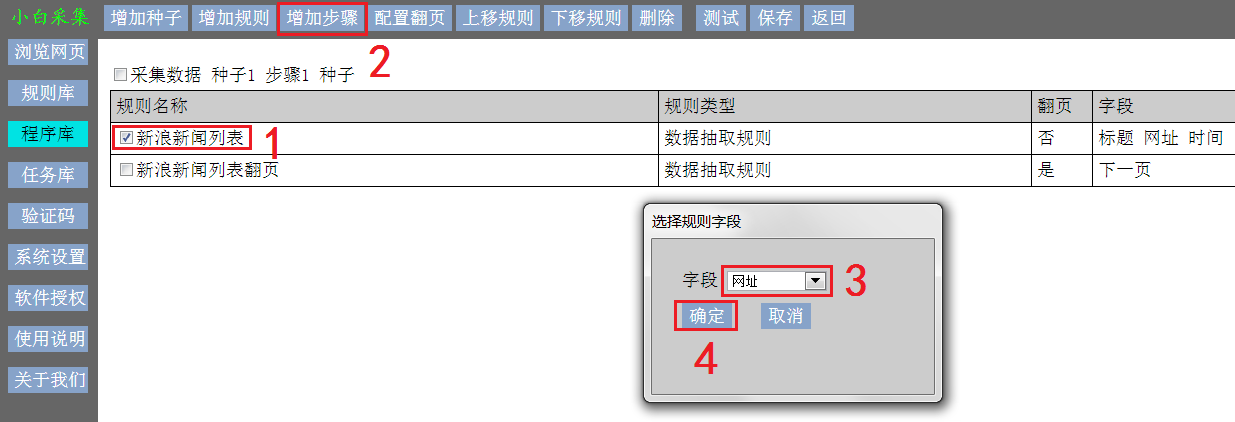 小白采集 增加种子 增加规则 增加步骤 配置翻页 上移规则 下移规则 删除 测试 保存 返回
浏览网页
规则库
程序库
任务库
验证码
系统设置
软件授权
使用说明
关于我们
2
采集数据 种子1 步骤1 种子
规则名称 规则类型 翻页 字段
新浪新闻列表 1 数据抽取规则 否 标题 网址 时间
新浪新闻列表翻页 数据抽取规则 是 下一页
选择规则字段
字段 网址 3
确定 取消
4